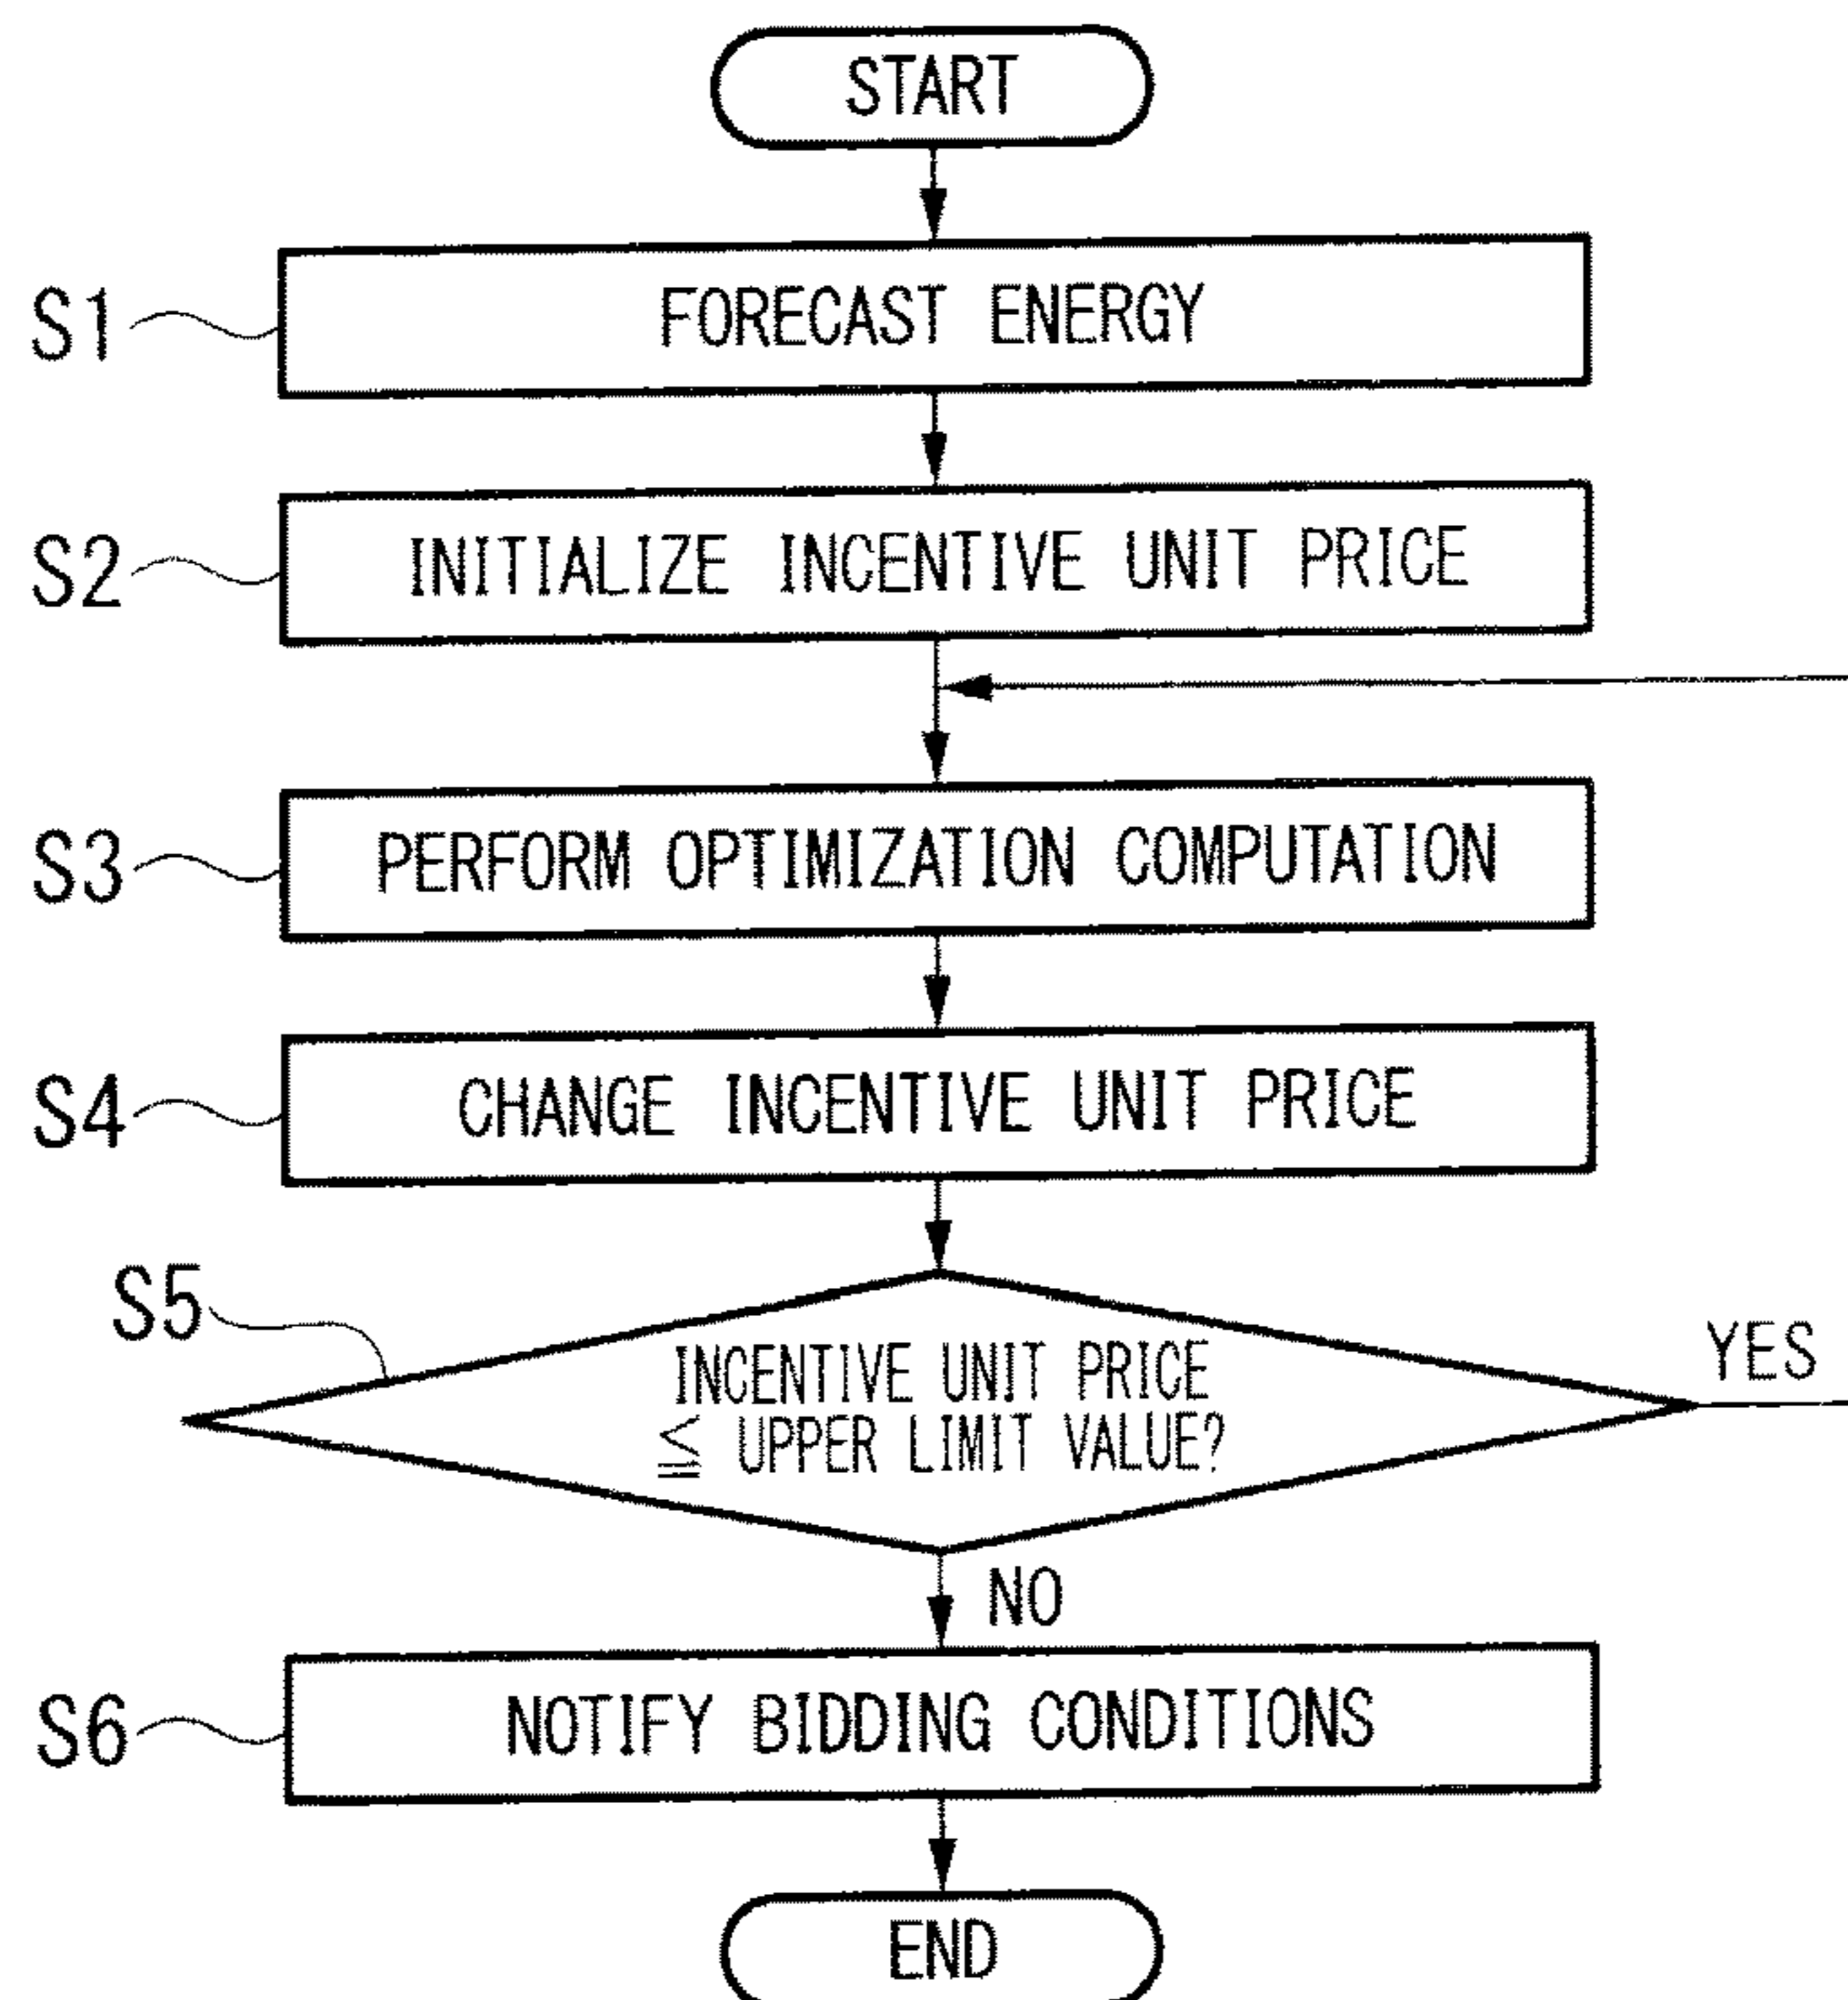 START
S1
FORECAST ENERGY
S2
INITIALIZE INCENTIVE UNIT PRICE
S3
PERFORM OPTIMIZATION COMPUTATION
S4
CHANGE INCENTIVE UNIT PRICE
S5
INCENTIVE UNIT PRICE
≦ UPPER LIMIT VALUE?
YES
NO
S6
NOTIFY BIDDING CONDITIONS
END